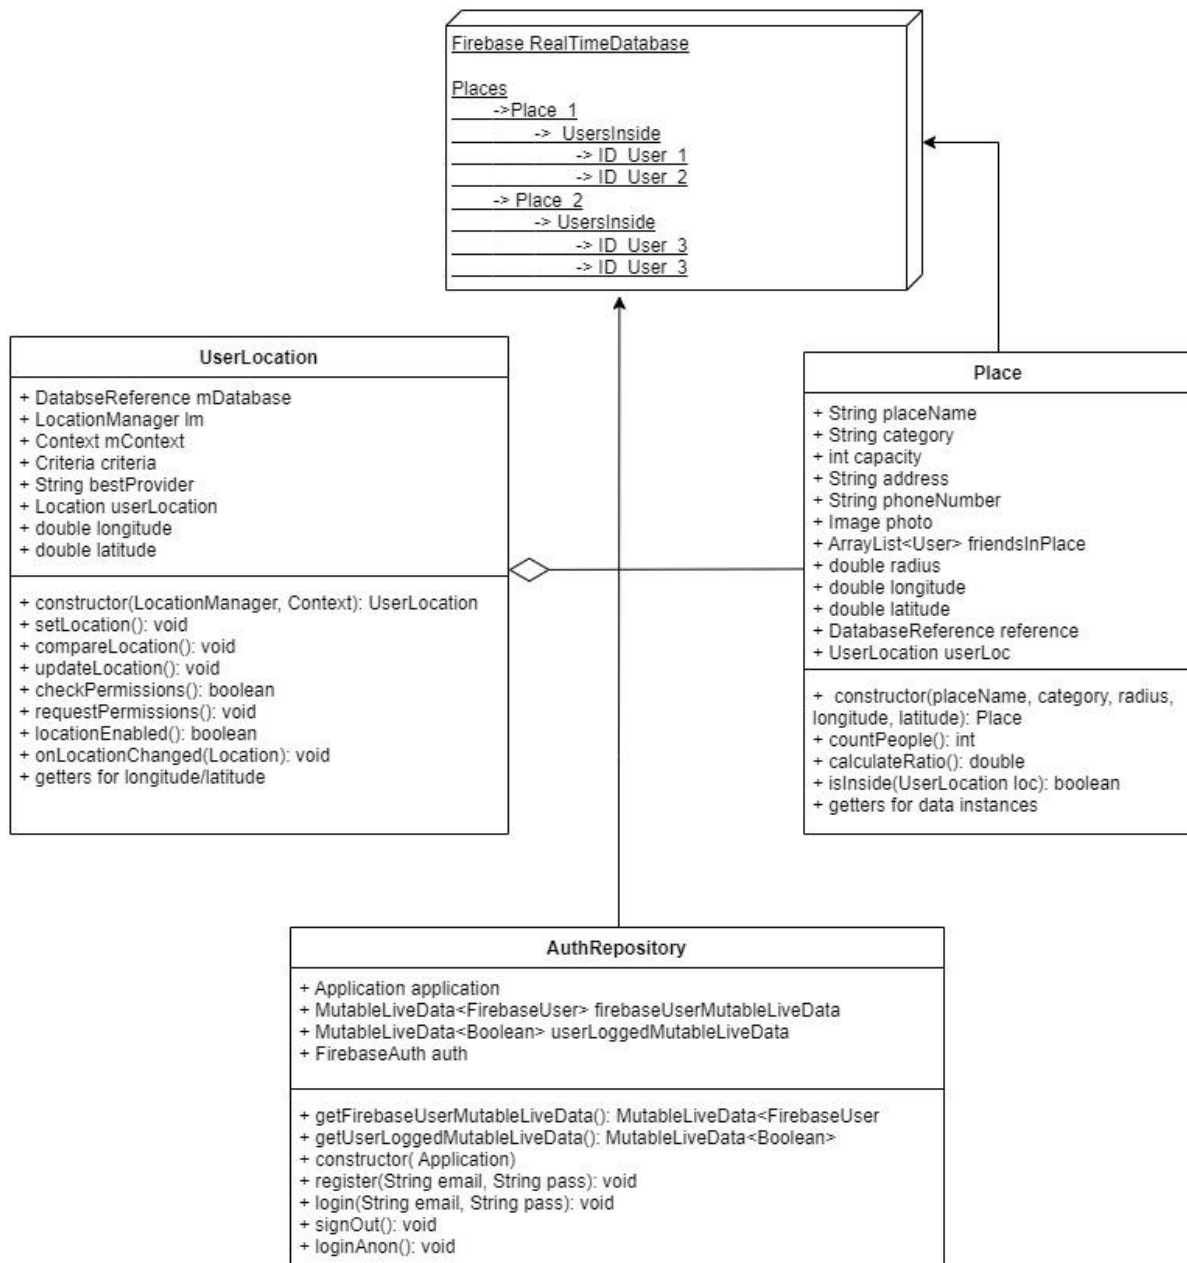 Firebase RealTimeDatabase
Places
->Place_1
-> UsersInside
-> ID_User_1
-> ID_User_2
-> Place_2
-> UsersInside
-> ID_User_3
-> ID_User_3
UserLocation
+ DatabseReference mDatabase
+ LocationManager lm
+ Context mContext
+ Criteria criteria
+ String bestProvider
+ Location userLocation
+ double longitude
+ double latitude
+ constructor(LocationManager, Context): UserLocation
+ setLocation(): void
+ compareLocation(): void
+ updateLocation(): void
+ checkPermissions(): boolean
+ requestPermissions(): void
+ locationEnabled(): boolean
+ onLocationChanged(Location): void
+ getters for longitude/latitude
Place
+ String placeName
+ String category
+ int capacity
+ String address
+ String phoneNumber
+ Image photo
+ ArrayList<User> friendsInPlace
+ double radius
+ double longitude
+ double latitude
+ DatabaseReference reference
+ UserLocation userLoc
+ constructor(placeName, category, radius,
longitude, latitude): Place
+ countPeople(): int
+ calculateRatio(): double
+ isInside(UserLocation loc): boolean
+ getters for data instances
AuthRepository
+ Application application
+ MutableLiveData<FirebaseUser> firebaseUserMutableLiveData
+ MutableLiveData<Boolean> userLoggedMutableLiveData
+ FirebaseAuth auth
+ getFirebaseUserMutableLiveData(): MutableLiveData<FirebaseUser
+ getUserLoggedMutableLiveData(): MutableLiveData<Boolean>
+ constructor( Application)
+ register(String email, String pass): void
+ login(String email, String pass): void
+ signOut(): void
+ loginAnon(): void